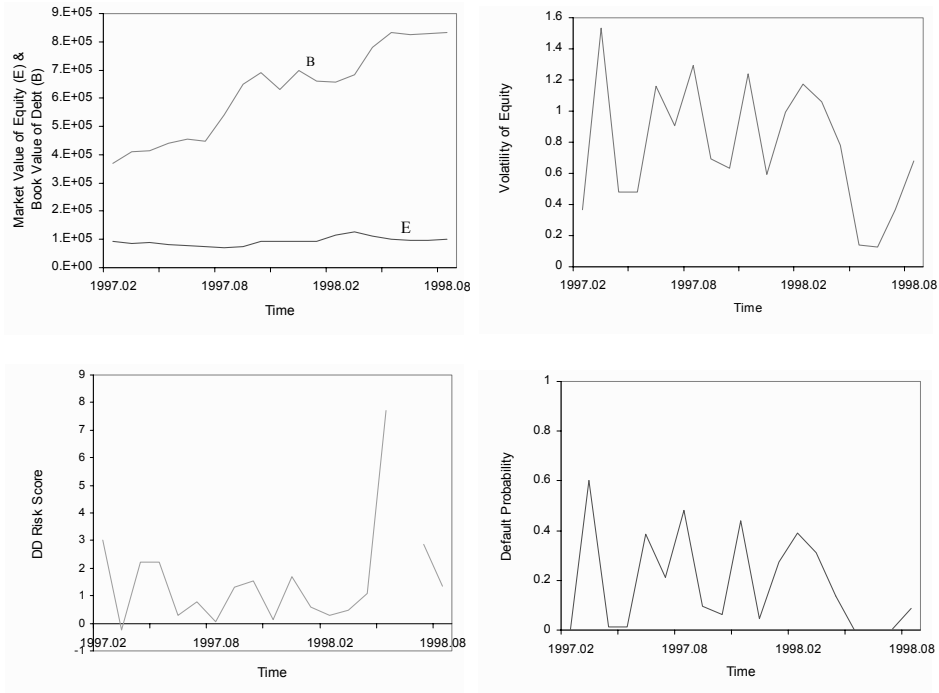 Market Value of Equity (E) &
Book Value of Debt (B)
9.E+05
8.E+05
7.E+05
6.E+05
5.E+05
4.E+05
3.E+05
2.E+05
1.E+05
0.E+00
B
E
1997.02
1997.08
1998.02
1998.08
Time
Volatility of Equity
1.6
1.4
1.2
1
0.8
0.6
0.4
0.2
0
1997.02
1997.08
1998.02
1998.08
Time
DD Risk Score
9
8
7
6
5
4
3
2
1
0
-1
1997.02
1997.08
1998.02
1998.08
Time
Default Probability
1
0.8
0.6
0.4
0.2
0
1997.02
1997.08
1998.02
1998.08
Time